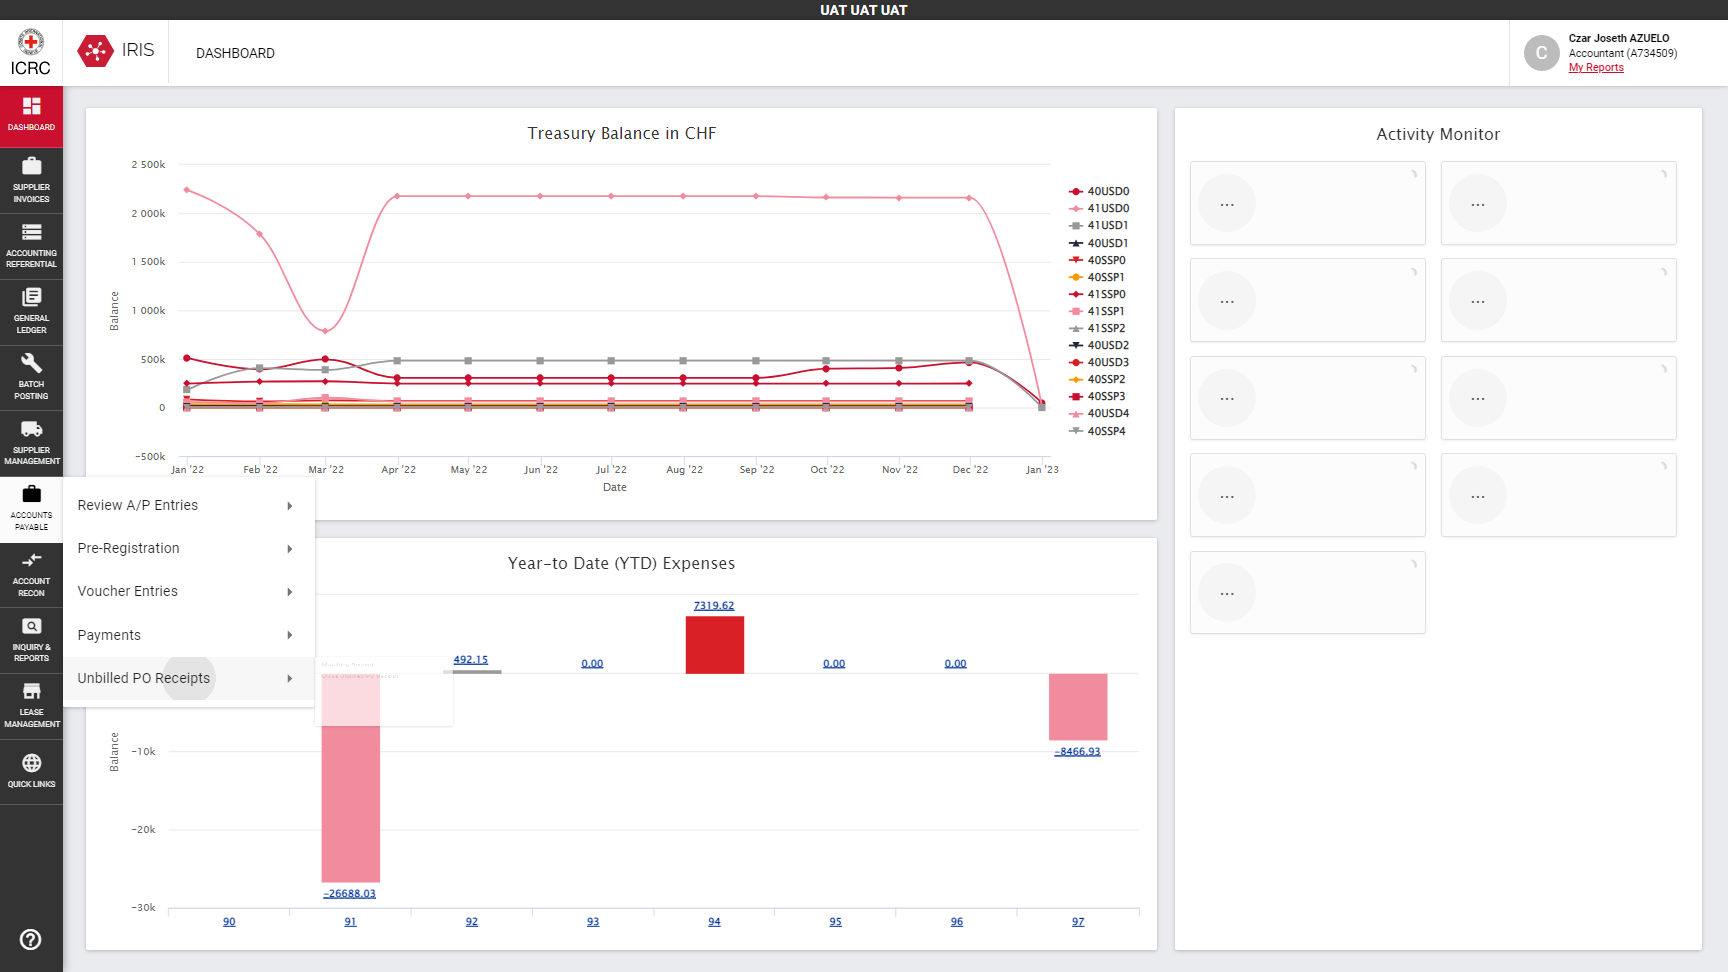 UAT UAT UAT
ICRC
IRIS
DASHBOARD
C
Czar Joseth AZUELO
Accountant (A734509)
My Reports
DASHBOARD
SUPPLIER
INVOICES
ACCOUNTING
REFERENTIAL
GENERAL
LEDGER
BATCH
POSTING
SUPPLIER
MANAGEMENT
ACCOUNTS
PAYABLE
ACCOUNT
RECON
INQUIRY &
REPORTS
LEASE
MANAGEMENT
QUICK LINKS
Review A/P Entries
Pre-Registration
Voucher Entries
Payments
Unbilled PO Receipts
Treasury Balance in CHF
Balance
2 500k
2 000k
1 500k
1 000k
500k
0
−500k
Jan '22
Feb '22
Mar '22
Apr '22
May '22
Jun '22
Jul '22
Aug '22
Sep '22
Oct '22
Nov '22
Dec '22
Jan '23
Date
40USD0
41USD0
41USD1
40USD1
40SSP0
40SSP1
41SSP0
41SSP1
41SSP2
40USD2
40USD3
40SSP2
40SSP3
40USD4
40SSP4
Year-to Date (YTD) Expenses
Balance
−10k
−20k
−30k
−26688.03
492.15
0.00
7319.62
0.00
0.00
−8466.93
90
91
92
93
94
95
96
97
Activity Monitor
...
...
...
...
...
...
...
...
...